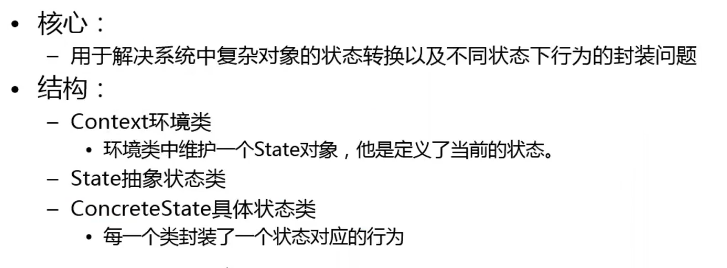 • 核心：
– 用于解决系统中复杂对象的状态转换以及不同状态下行为的封装问题
• 结构：
– Context环境类
• 环境类中维护一个State对象，他是定义了当前的状态。
– State抽象状态类
– ConcreteState具体状态类
• 每一个类封装了一个状态对应的行为